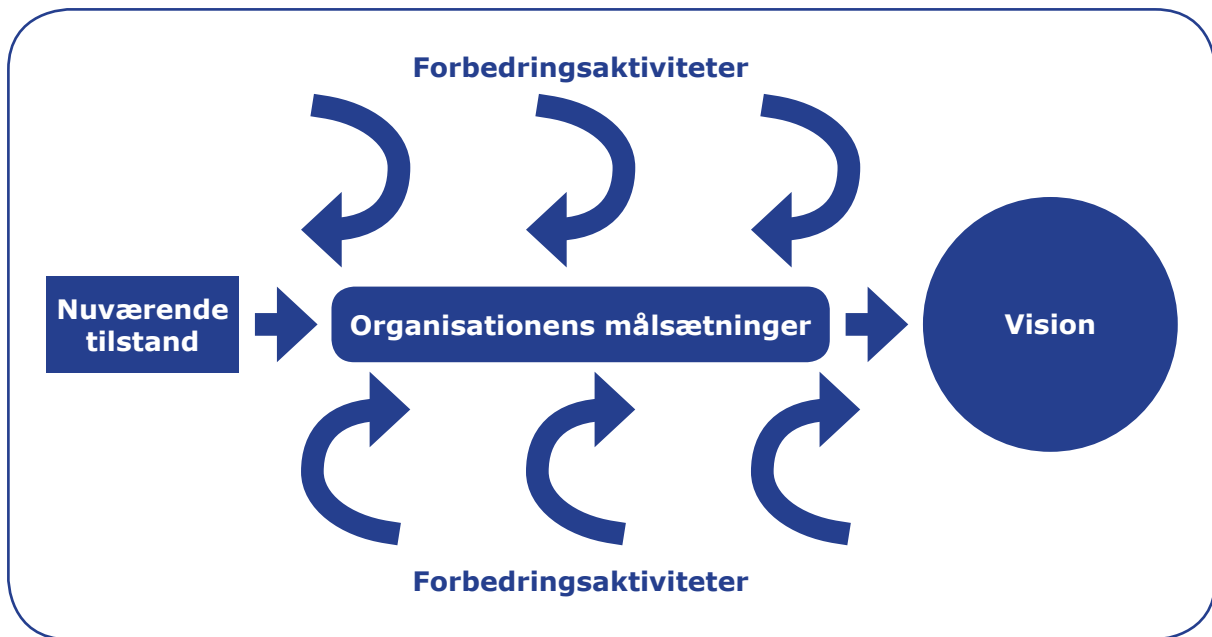 Forbedringsaktiviteter
Nuværende
tilstand
Organisationens målsætninger
Vision
Forbedringsaktiviteter